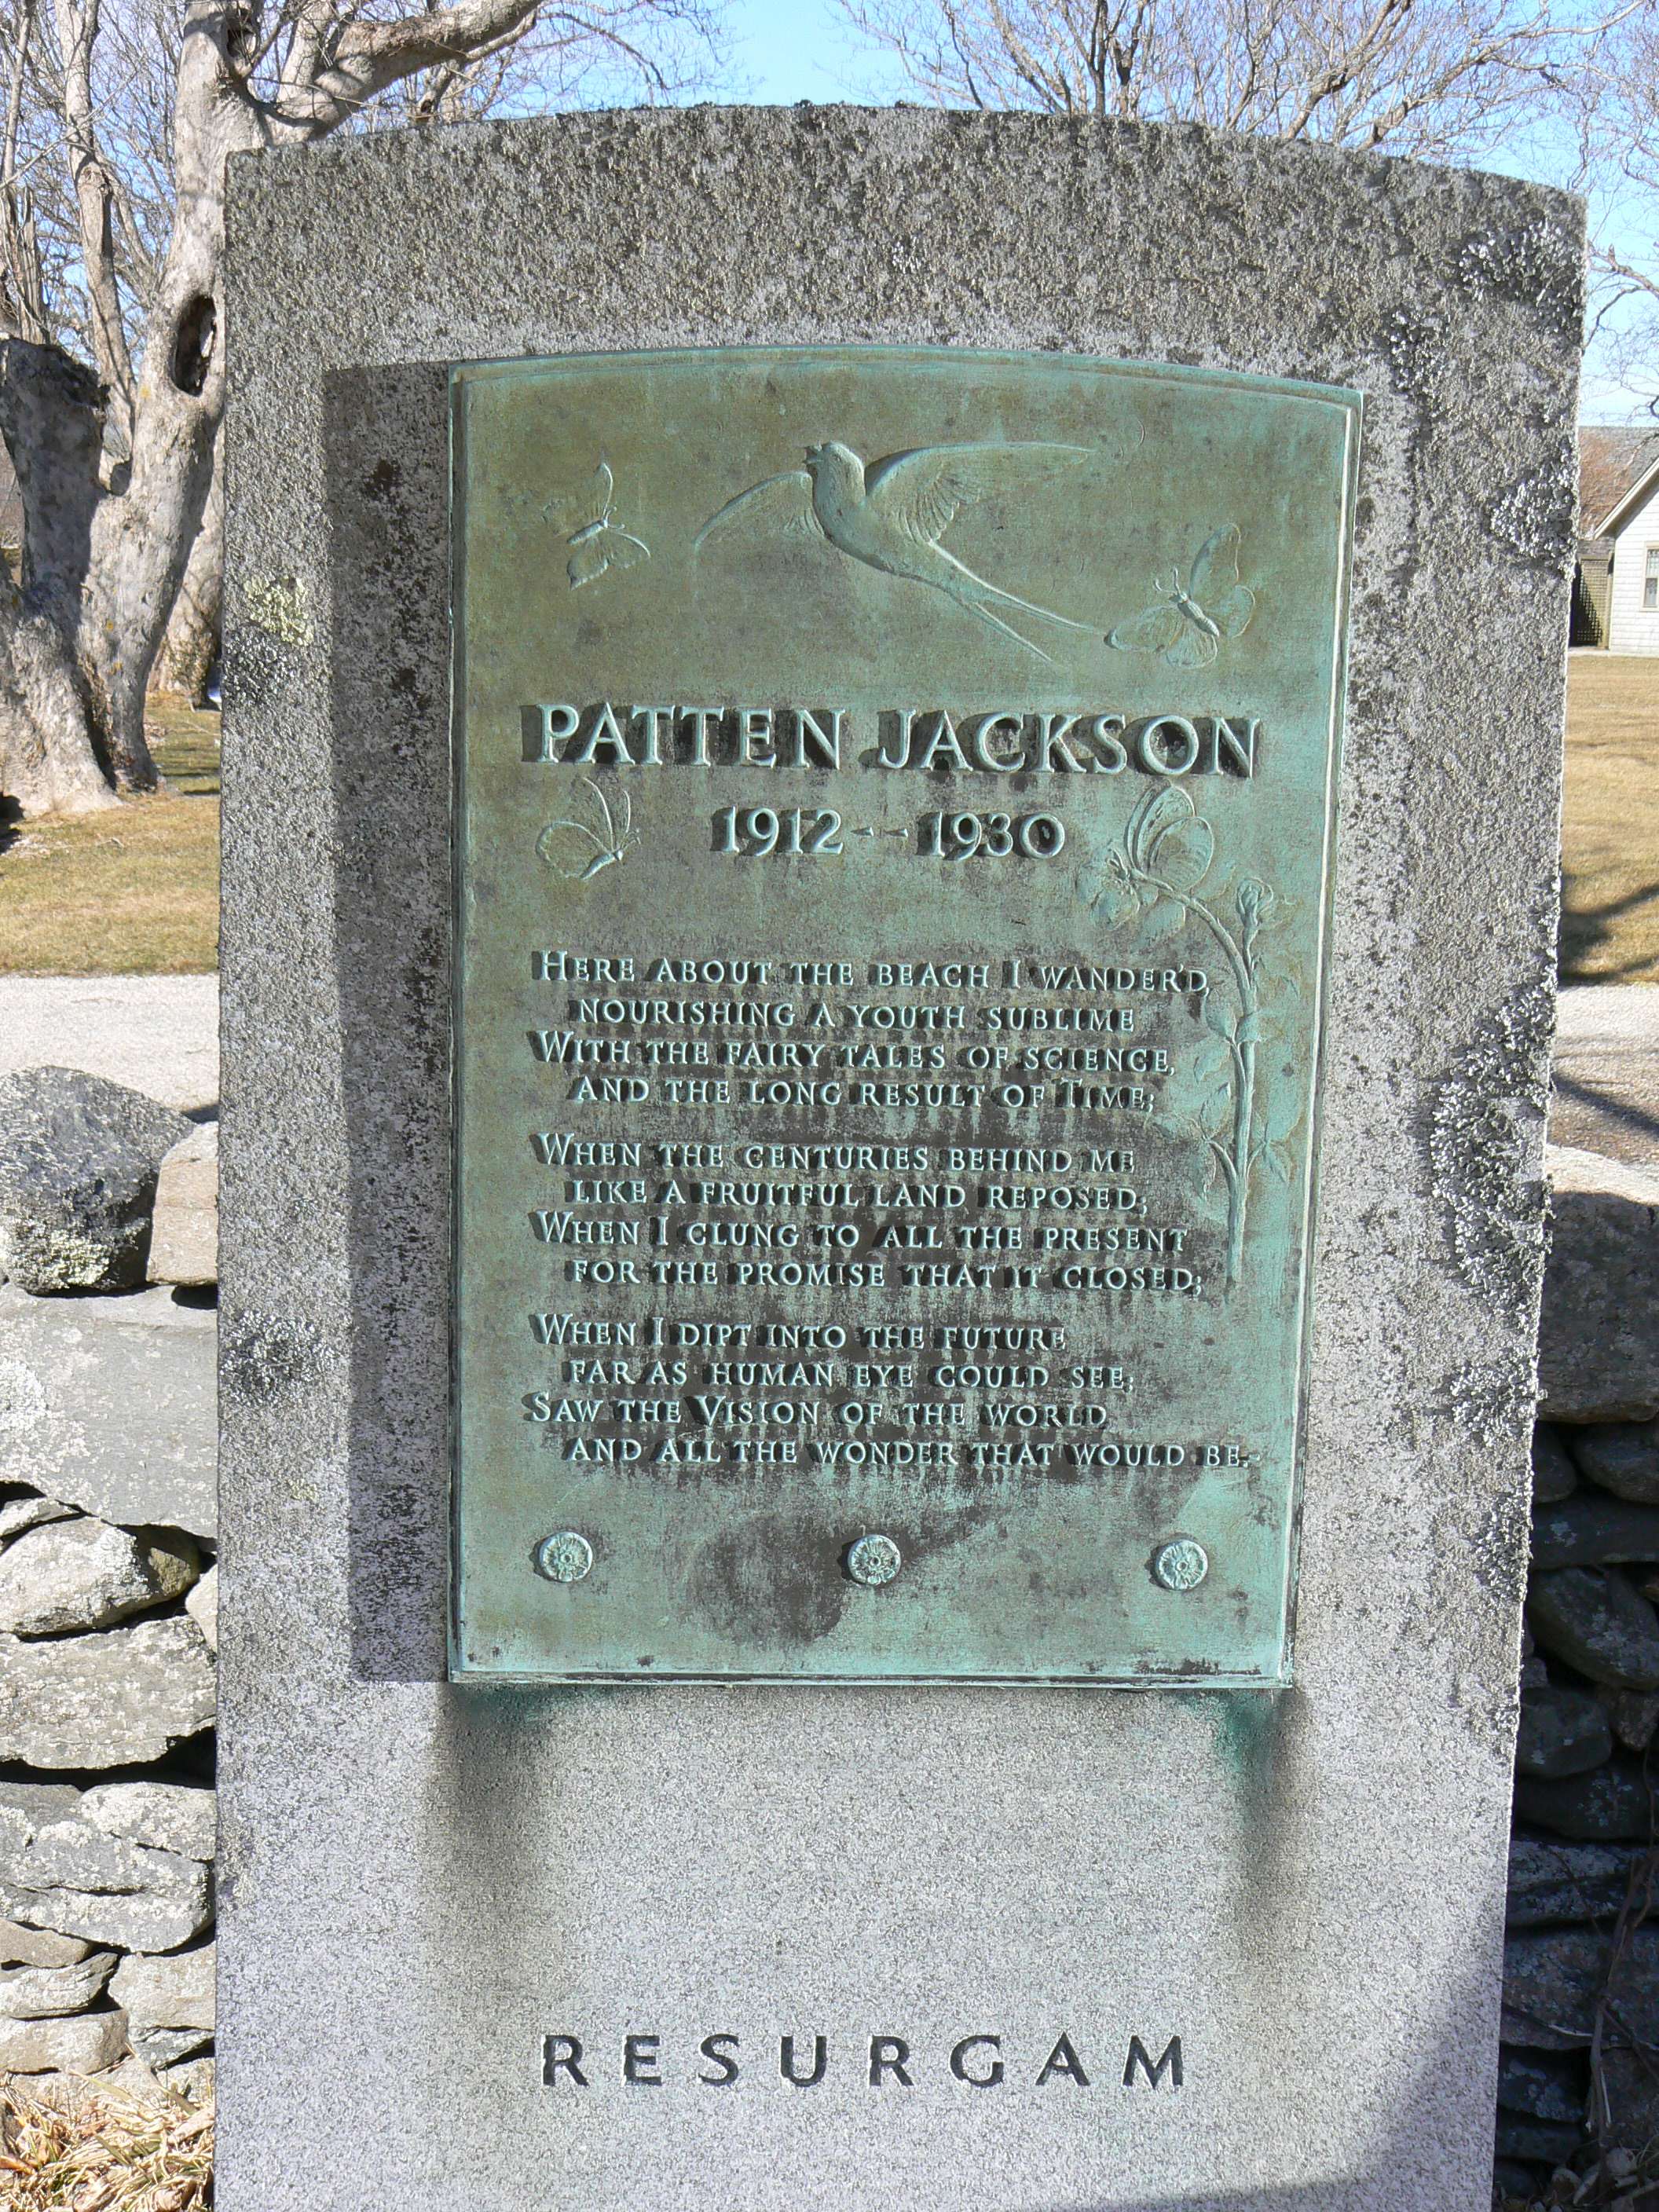 PATTEN JACKSON
1912 - - 1930
HERE ABOUT THE BEACH I WANDER'D,
NOURISHING A YOUTH SUBLIME
WITH THE FAIRY TALES OF SCIENCE,
AND THE LONG RESULT OF TIME;
WHEN THE CENTURIES BEHIND ME
LIKE A FRUITFUL LAND REPOSED;
WHEN I CLUNG TO ALL THE PRESENT
FOR THE PROMISE THAT IT CLOSED;
WHEN I DIPT INTO THE FUTURE
FAR AS HUMAN EYE COULD SEE;
SAW THE VISION OF THE WORLD
AND ALL THE WONDER THAT WOULD BE.-
RESURGAM